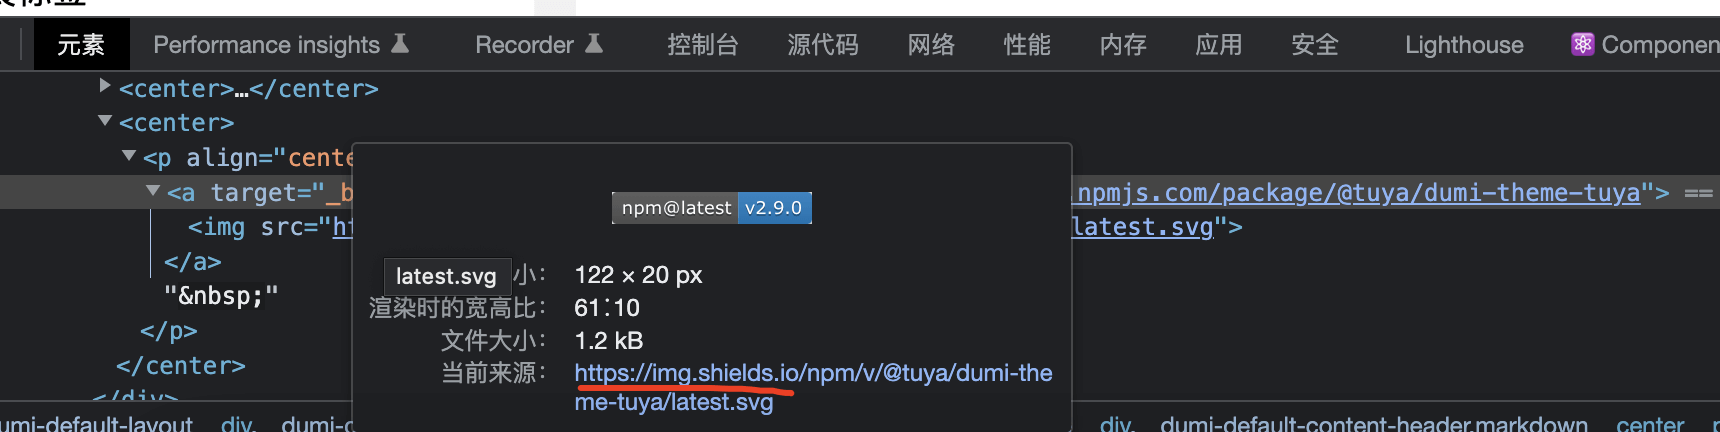 元素 Performance insights Recorder 控制台 源代码 网络 性能 内存 应用 安全 Lighthouse Componen
<center>…</center>
<center>
<p align="cente
<a target="_b npmjs.com/package/@tuya/dumi-theme-tuya"> ==
npm@latest v2.9.0
<img src="ht latest.svg">
</a>
latest.svg 小： 122 × 20 px
"&nbsp;"
渲染时的宽高比： 61∶10
</p>
文件大小： 1.2 kB
</center>
当前来源： https://img.shields.io/npm/v/@tuya/dumi-the
me-tuya/latest.svg
</div>
umi-default-layout div. dumi-c div. dumi-default-content-header.markdown center